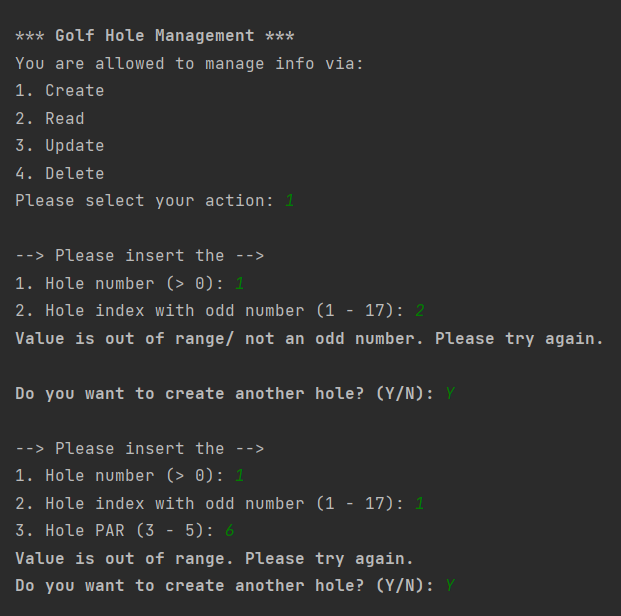 *** Golf Hole Management ***
You are allowed to manage info via:
1. Create
2. Read
3. Update
4. Delete
Please select your action: 1
--> Please insert the -->
1. Hole number (> 0): 1
2. Hole index with odd number (1 - 17): 2
Value is out of range/ not an odd number. Please try again.
Do you want to create another hole? (Y/N): Y
--> Please insert the -->
1. Hole number (> 0): 1
2. Hole index with odd number (1 - 17): 1
3. Hole PAR (3 - 5): 6
Value is out of range. Please try again.
Do you want to create another hole? (Y/N): Y